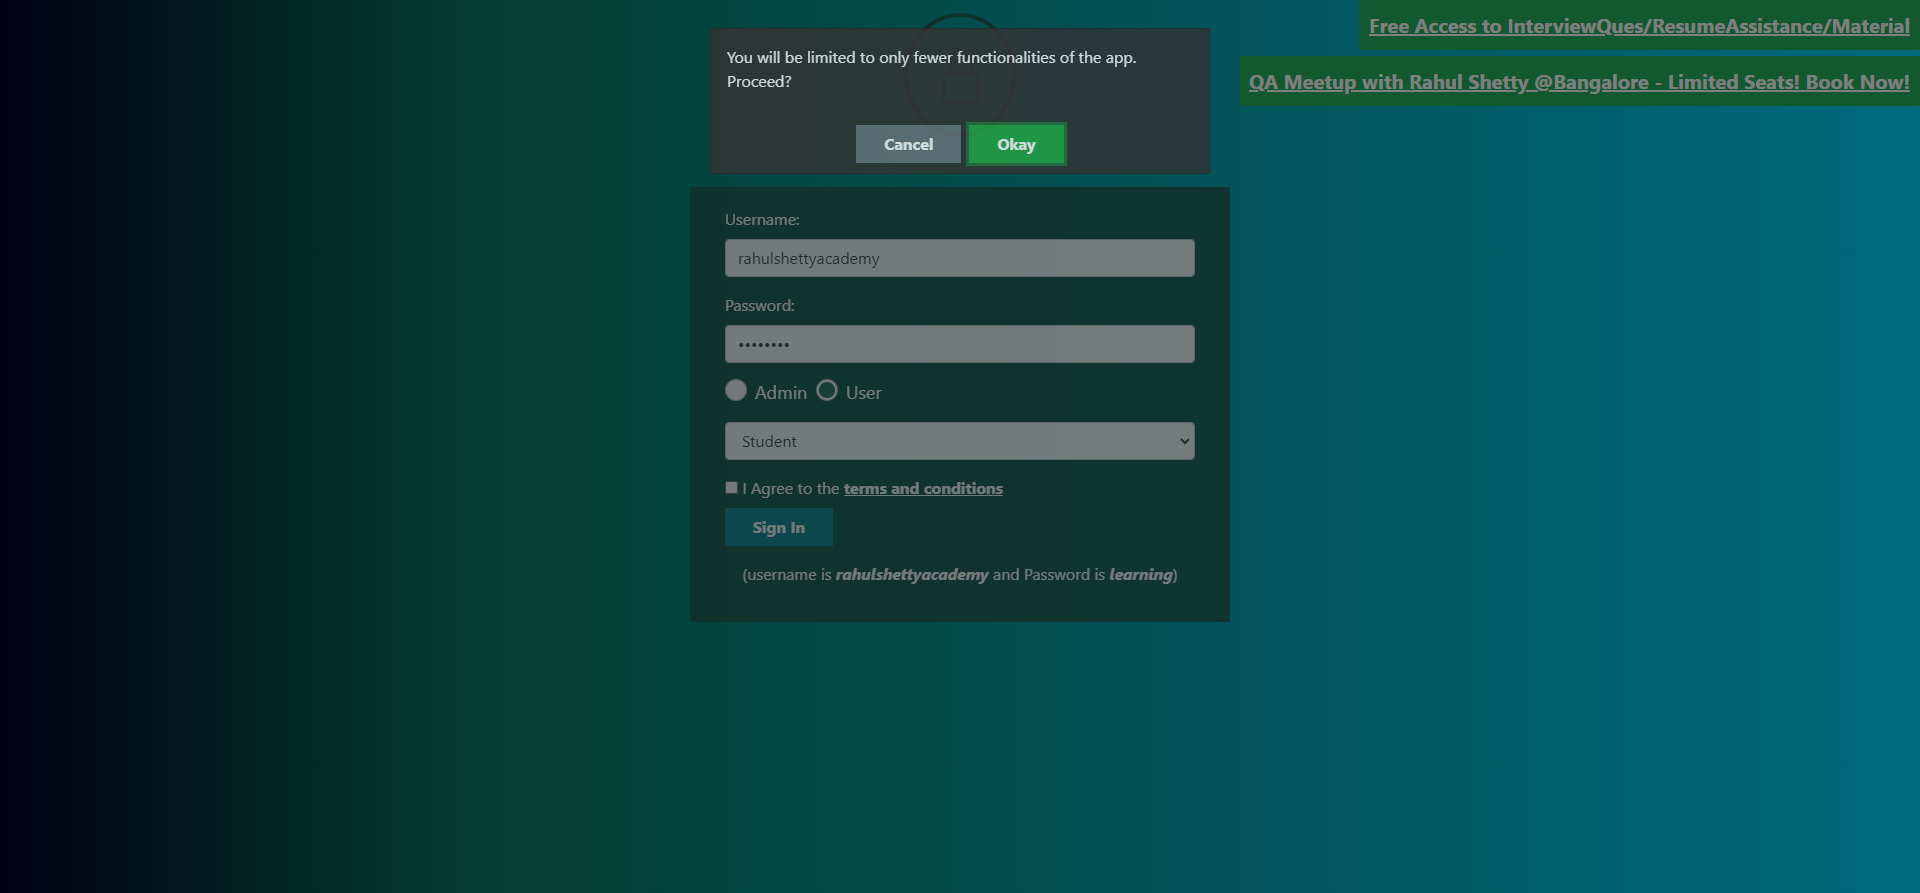 Free Access to InterviewQues/ResumeAssistance/Material
QA Meetup with Rahul Shetty @Bangalore - Limited Seats! Book Now!
You will be limited to only fewer functionalities of the app.
Proceed?
Cancel Okay
Username:
rahulshettyacademy
Password:
••••••••
Admin User
Student
I Agree to the terms and conditions
Sign In
(username is rahulshettyacademy and Password is learning)